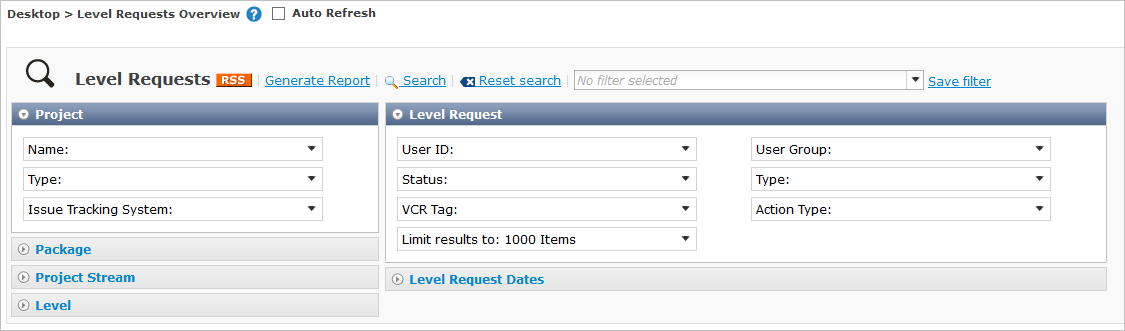 Desktop > Level Requests Overview ? Auto Refresh
Level Requests RSS | Generate Report | Search | Reset search | No filter selected Save filter
Project
Name:
Type:
Issue Tracking System:
Package
Project Stream
Level
Level Request
User ID: User Group:
Status: Type:
VCR Tag: Action Type:
Limit results to: 1000 Items
Level Request Dates